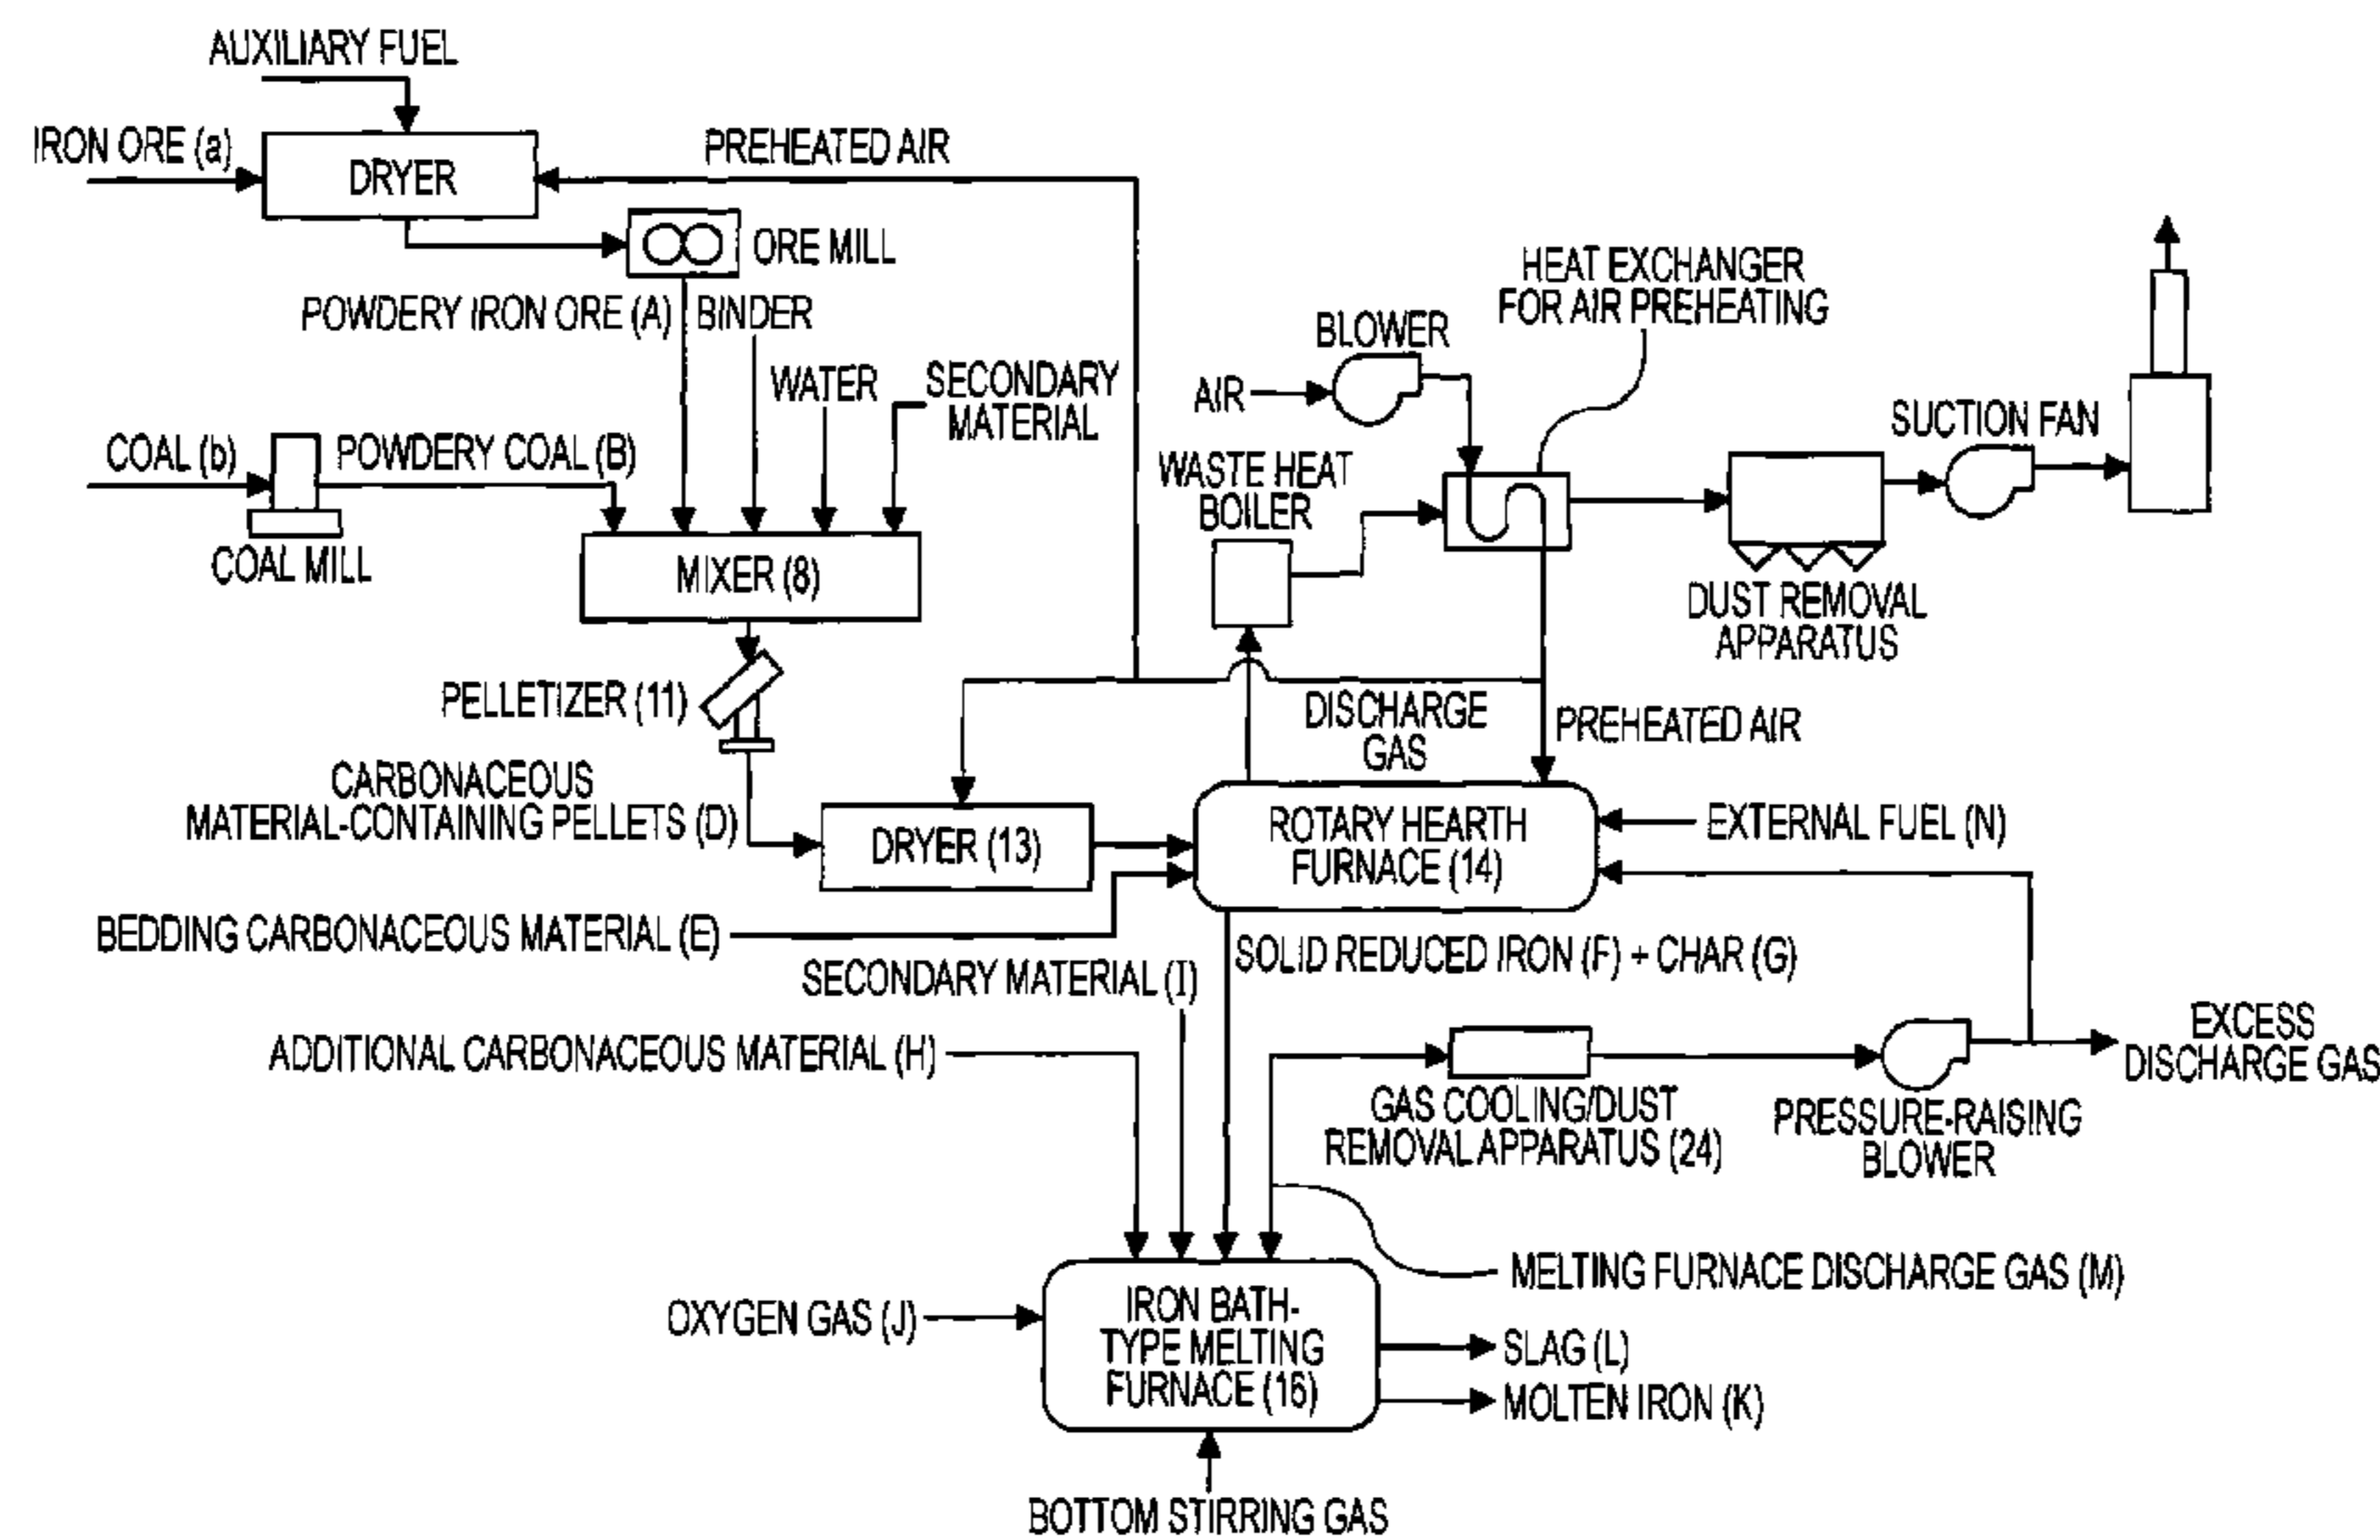 AUXILIARY FUEL
IRON ORE (a)
DRYER
PREHEATED AIR
ORE MILL
POWDERY IRON ORE (A)
BINDER
WATER
SECONDARY
MATERIAL
COAL (b)
POWDERY COAL (B)
COAL MILL
MIXER (8)
HEAT EXCHANGER
FOR AIR PREHEATING
BLOWER
AIR
SUCTION FAN
WASTE HEAT
BOILER
DUST REMOVAL
APPARATUS
PELLETIZER (11)
DISCHARGE
GAS
PREHEATED AIR
CARBONACEOUS
MATERIAL-CONTAINING PELLETS (D)
DRYER (13)
ROTARY HEARTH
FURNACE (14)
EXTERNAL FUEL (N)
BEDDING CARBONACEOUS MATERIAL (E)
SOLID REDUCED IRON (F) + CHAR (G)
SECONDARY MATERIAL (I)
ADDITIONAL CARBONACEOUS MATERIAL (H)
EXCESS
DISCHARGE GAS
GAS COOLING/DUST
REMOVAL APPARATUS (24)
PRESSURE-RAISING
BLOWER
MELTING FURNACE DISCHARGE GAS (M)
OXYGEN GAS (J)
IRON BATH-
TYPE MELTING
FURNACE (16)
SLAG (L)
MOLTEN IRON (K)
BOTTOM STIRRING GAS